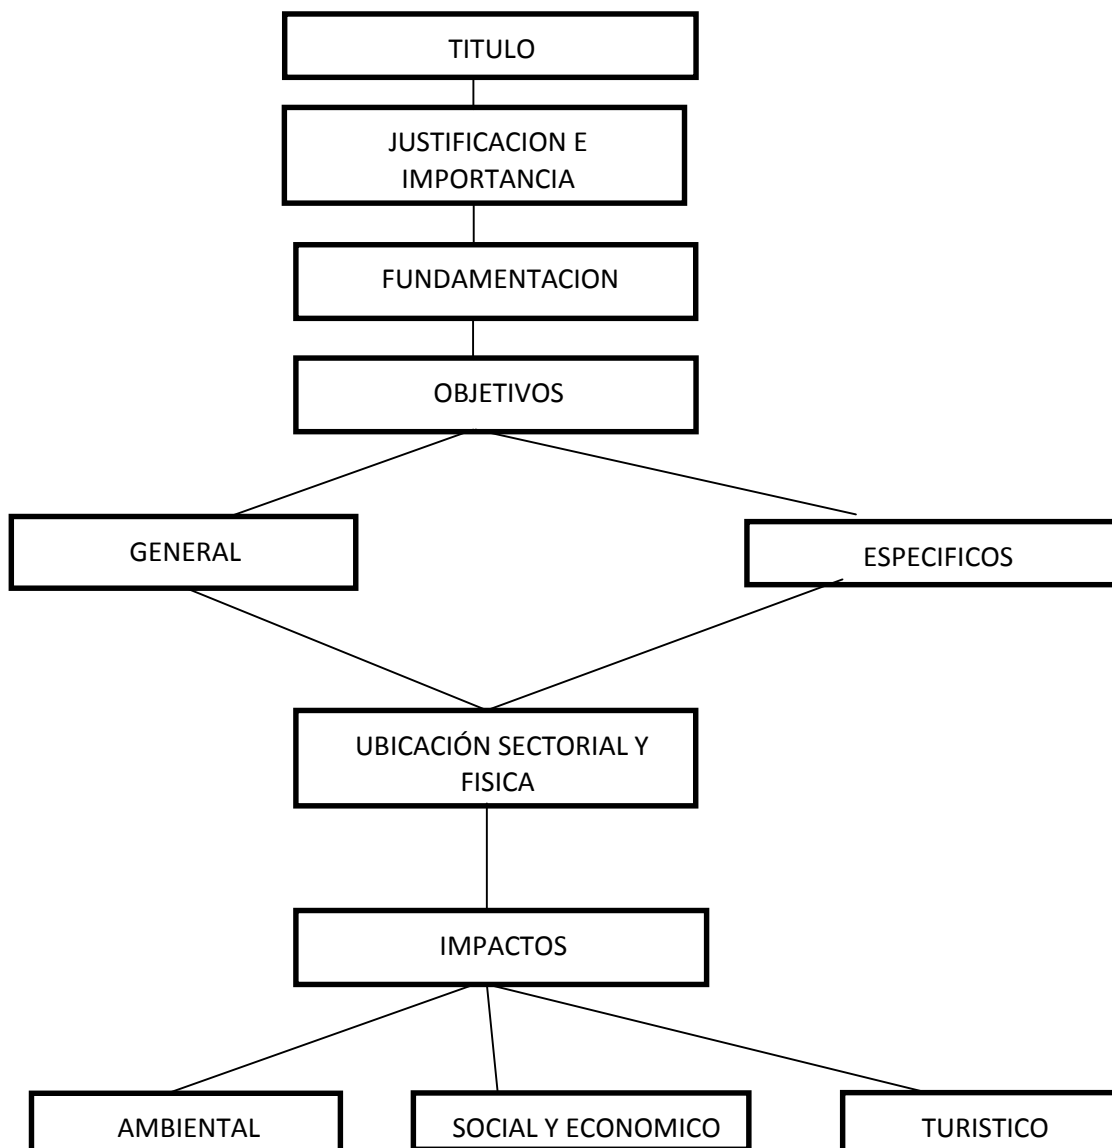 TITULO
JUSTIFICACION E
IMPORTANCIA
FUNDAMENTACION
OBJETIVOS
GENERAL
ESPECIFICOS
UBICACIÓN SECTORIAL Y
FISICA
IMPACTOS
AMBIENTAL
SOCIAL Y ECONOMICO
TURISTICO